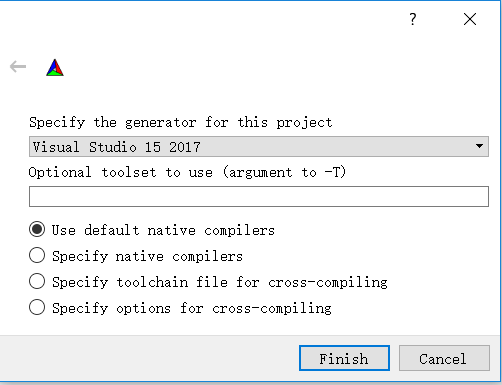 ?
Specify the generator for this project
Visual Studio 15 2017
Optional toolset to use (argument to -T)
Use default native compilers
Specify native compilers
Specify toolchain file for cross-compiling
Specify options for cross-compiling
Finish
Cancel